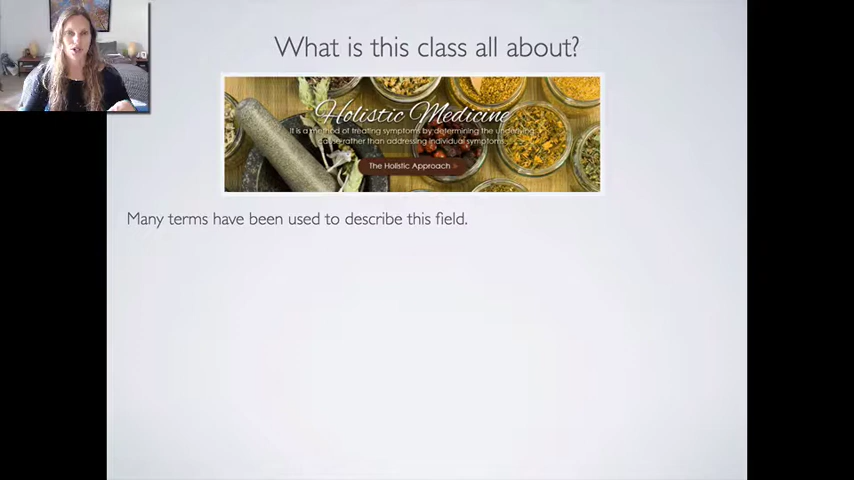 What is this class all about?
Holistic Medicine
It is a method of treating symptoms by determining the underlying
cause rather than addressing individual symptoms.
The Holistic Approach >
Many terms have been used to describe this field.